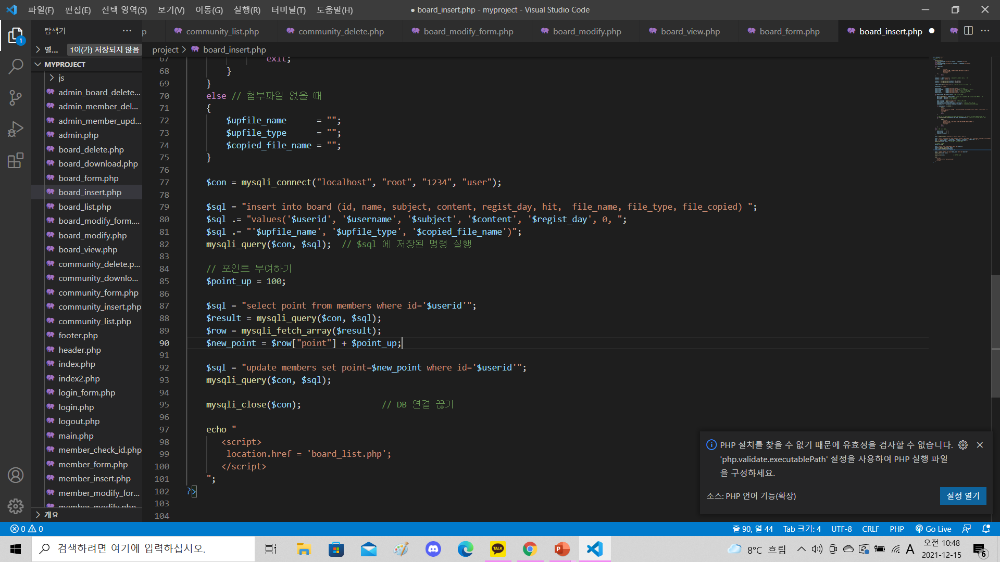 파일(F) 편집(E) 선택 영역(S) 보기(V) 이동(G) 실행(R) 터미널(T) 도움말(H)
● board_insert.php - myproject - Visual Studio Code
탐색기
p community_list.php community_delete.php board_modify_form.php board_modify.php board_view.php board_form.php board_insert.php
열... 1이(가) 저장되지 않음
project > board_insert.php
MYPROJECT
js
admin_board_delete...
admin_member_del...
admin_member_upd...
admin.php
board_delete.php
board_download.php
board_form.php
board_insert.php
board_list.php
board_modify_form....
board_modify.php
board_view.php
community_delete.p...
community_downlo...
community_form.php
community_insert.php
community_list.php
footer.php
header.php
index.php
index2.php
login_form.php
login.php
logout.php
main.php
member_check_id.php
member_form.php
member_insert.php
member_modify_for...
member_modify.php
개요
67 exit;
68 }
69 }
70 else // 첨부파일 없을 때
71 {
72 $upfile_name = "";
73 $upfile_type = "";
74 $copied_file_name = "";
75 }
76
77 $con = mysqli_connect("localhost", "root", "1234", "user");
78
79 $sql = "insert into board (id, name, subject, content, regist_day, hit,  file_name, file_type, file_copied) ";
80 $sql .= "values('$userid', '$username', '$subject', '$content', '$regist_day', 0, ";
81 $sql .= "'$upfile_name', '$upfile_type', '$copied_file_name')";
82 mysqli_query($con, $sql);  // $sql 에 저장된 명령 실행
83
84 // 포인트 부여하기
85 $point_up = 100;
86
87 $sql = "select point from members where id='$userid'";
88 $result = mysqli_query($con, $sql);
89 $row = mysqli_fetch_array($result);
90 $new_point = $row["point"] + $point_up;
91
92 $sql = "update members set point=$new_point where id='$userid'";
93 mysqli_query($con, $sql);
94
95 mysqli_close($con); // DB 연결 끊기
96
97 echo "
98 <script>
99 location.href = 'board_list.php';
100 </script>
101 ";
102 ?>
103
104
PHP 설치를 찾을 수 없기 때문에 유효성을 검사할 수 없습니다.
'php.validate.executablePath' 설정을 사용하여 PHP 실행 파일
을 구성하세요.
소스: PHP 언어 기능(확장)
설정 열기
0 0
줄 90, 열 44 Tab 크기: 4 UTF-8 CRLF PHP Go Live
검색하려면 여기에 입력하십시오.
TALK
8°C 흐림
A
오전 10:48
2021-12-15
6
1